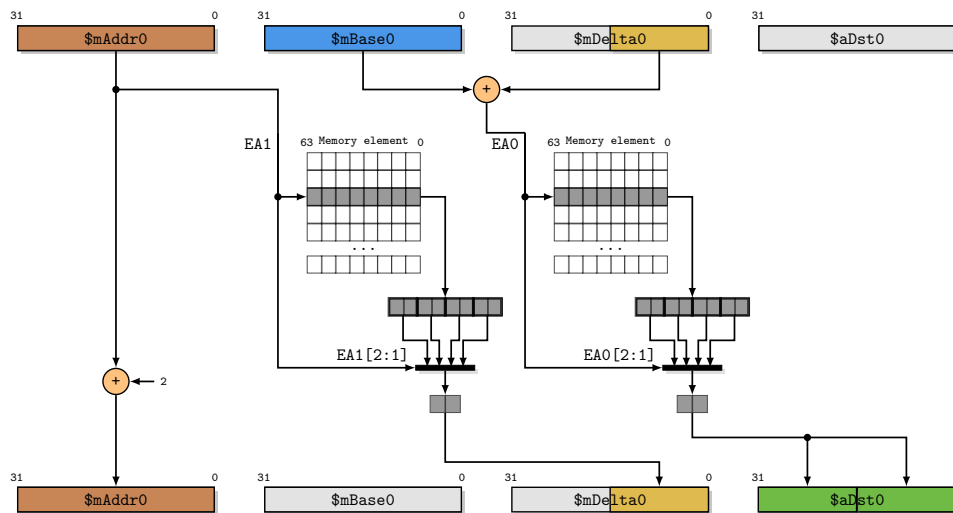 31 0 31 0 31 0 31
$mAddr0 $mBase0 $mDelta0 $aDst0
+
EA1 63 Memory element 0 EA0 63 Memory element 0
... ...
EA1[2:1] EA0[2:1]
+ 2
31 0 31 0 31 0 31
$mAddr0 $mBase0 $mDelta0 $aDst0